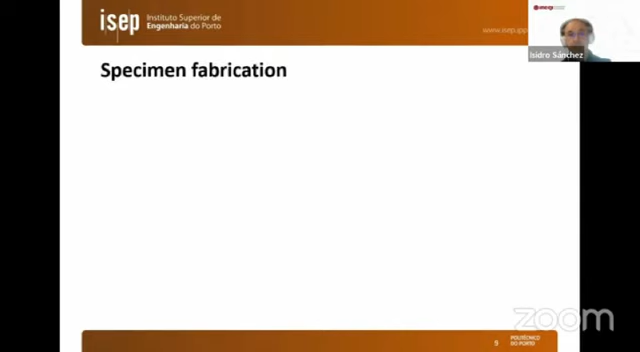 isep
Instituto Superior de
Engenharia do Porto
www.isep.ipp
Isidro Sánchez
Specimen fabrication
zoom
9
POLITÉCNICO
DO PORTO